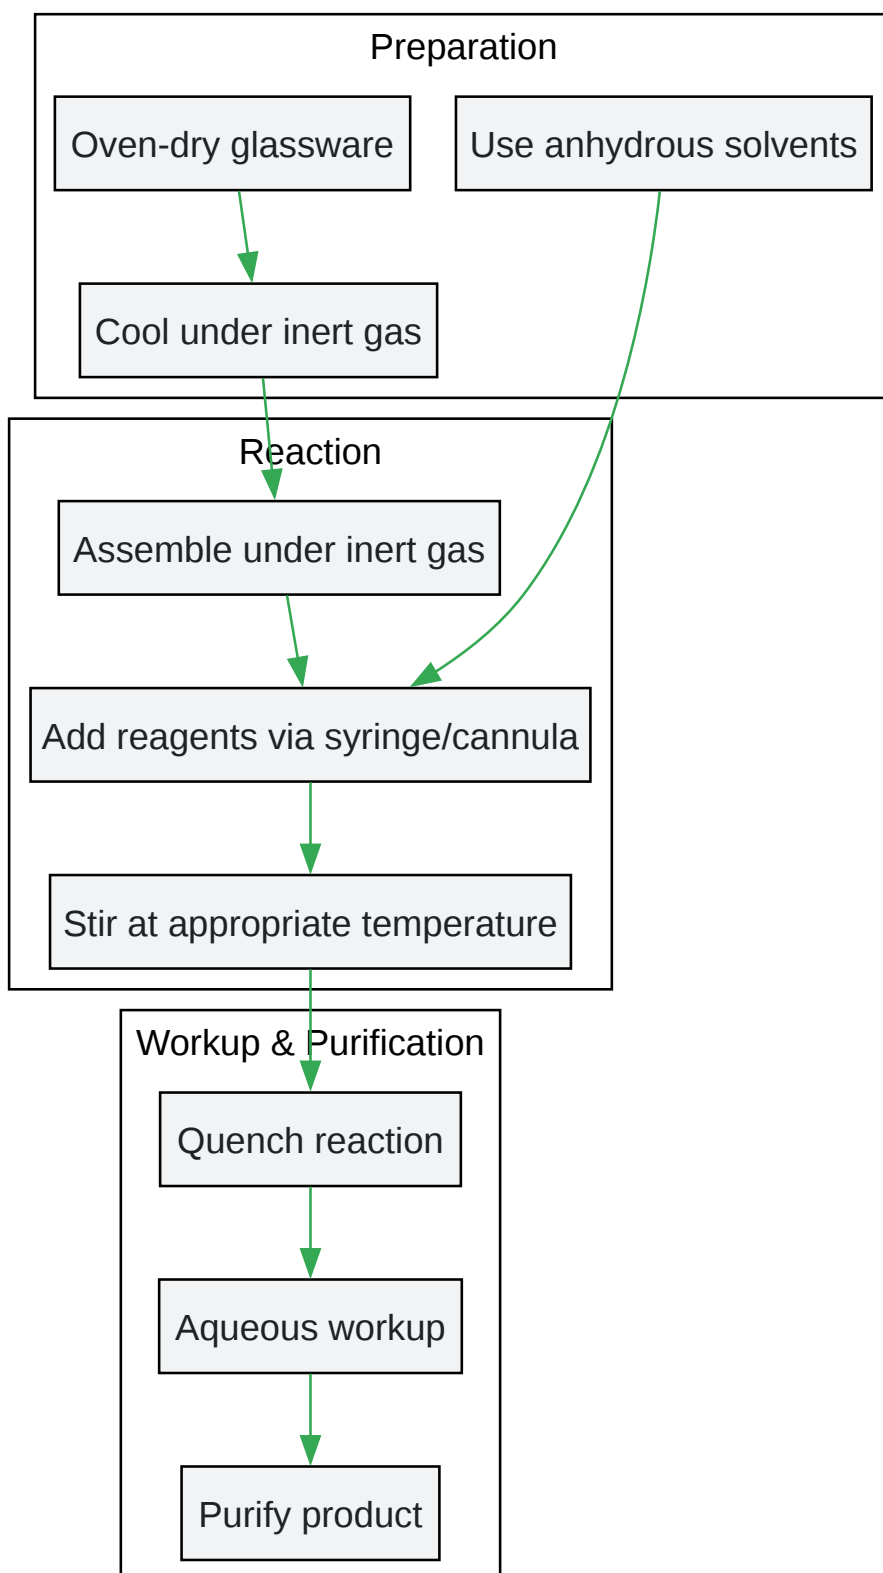 Preparation
Oven-dry glassware
Use anhydrous solvents
Cool under inert gas
Reaction
Assemble under inert gas
Add reagents via syringe/cannula
Stir at appropriate temperature
Workup & Purification
Quench reaction
Aqueous workup
Purify product